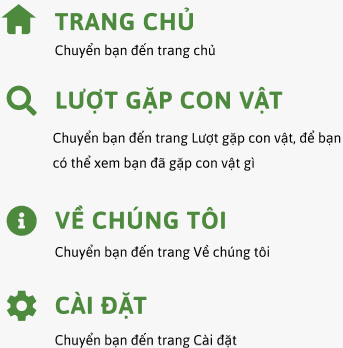 TRANG CHỦ
Chuyển bạn đến trang chủ
LƯỢT GẶP CON VẬT
Chuyển bạn đến trang Lượt gặp con vật, để bạn
có thể xem bạn đã gặp con vật gì
VỀ CHÚNG TÔI
Chuyển bạn đến trang Về chúng tôi
CÀI ĐẶT
Chuyển bạn đến trang Cài đặt